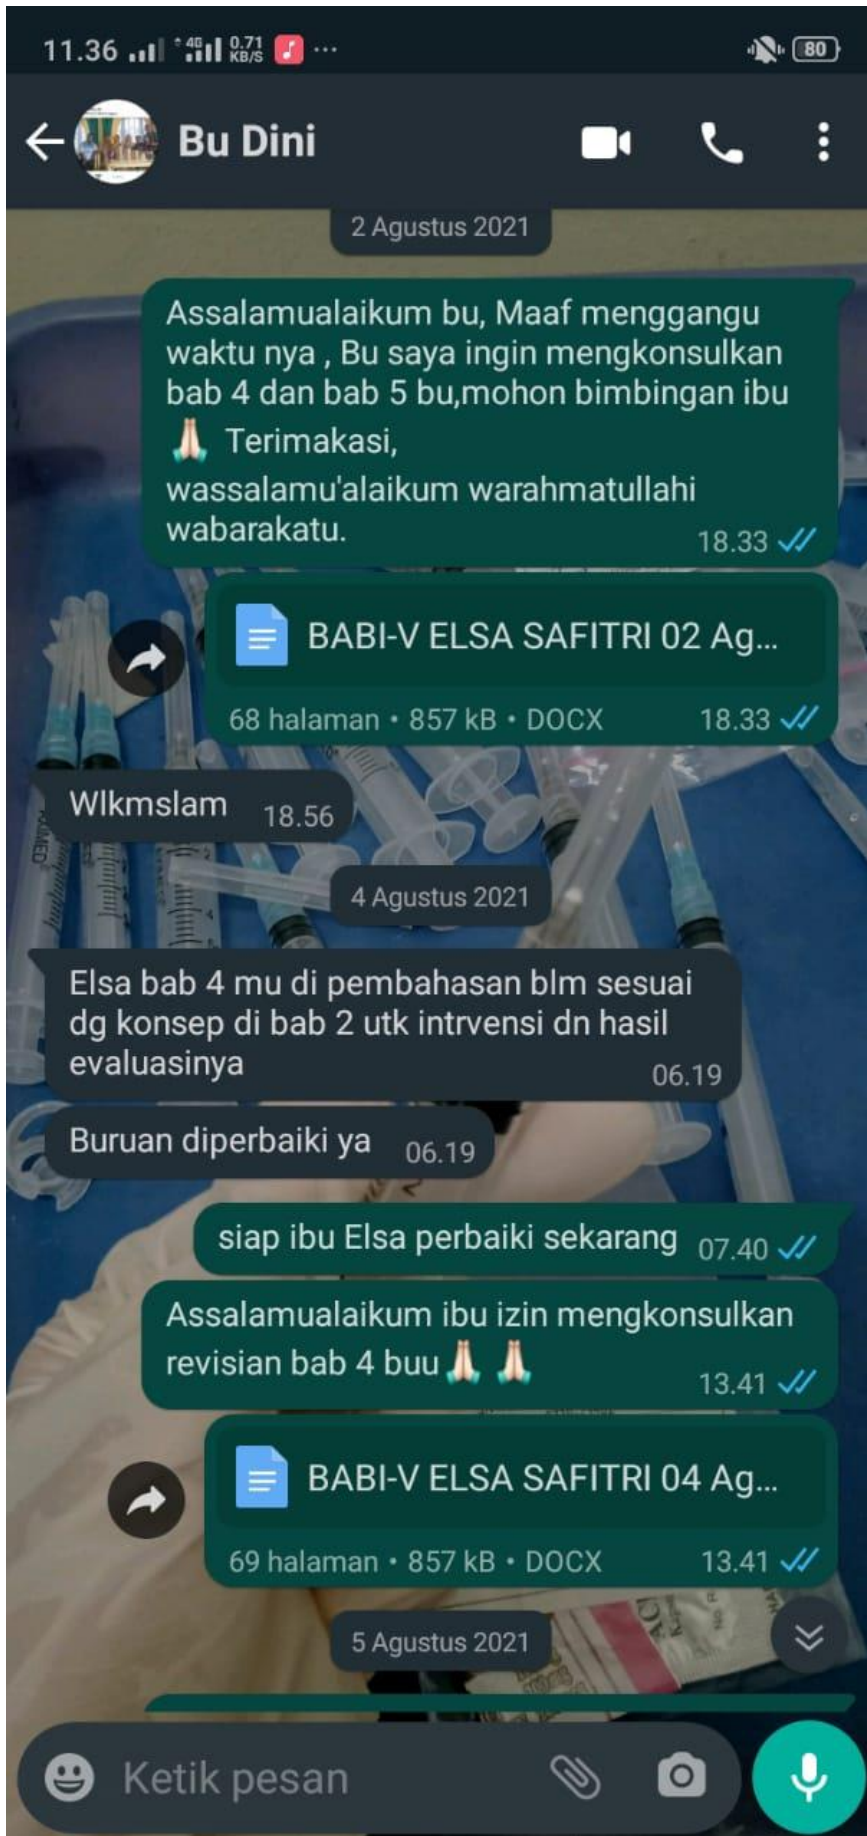 11.36 4G 0.71 KB/S ... 80
Bu Dini
2 Agustus 2021
Assalamualaikum bu, Maaf menggangu
waktu nya , Bu saya ingin mengkonsulkan
bab 4 dan bab 5 bu,mohon bimbingan ibu
🙏🏻 Terimakasi,
wassalamu'alaikum warahmatullahi
wabarakatu.
18.33
BABI-V ELSA SAFITRI 02 Ag...
68 halaman • 857 kB • DOCX 18.33
Wlkmslam 18.56
4 Agustus 2021
Elsa bab 4 mu di pembahasan blm sesuai
dg konsep di bab 2 utk intrvensi dn hasil
evaluasinya
06.19
Buruan diperbaiki ya 06.19
siap ibu Elsa perbaiki sekarang 07.40
Assalamualaikum ibu izin mengkonsulkan
revisian bab 4 buu🙏🏻 🙏🏻
13.41
BABI-V ELSA SAFITRI 04 Ag...
69 halaman • 857 kB • DOCX 13.41
5 Agustus 2021
Ketik pesan